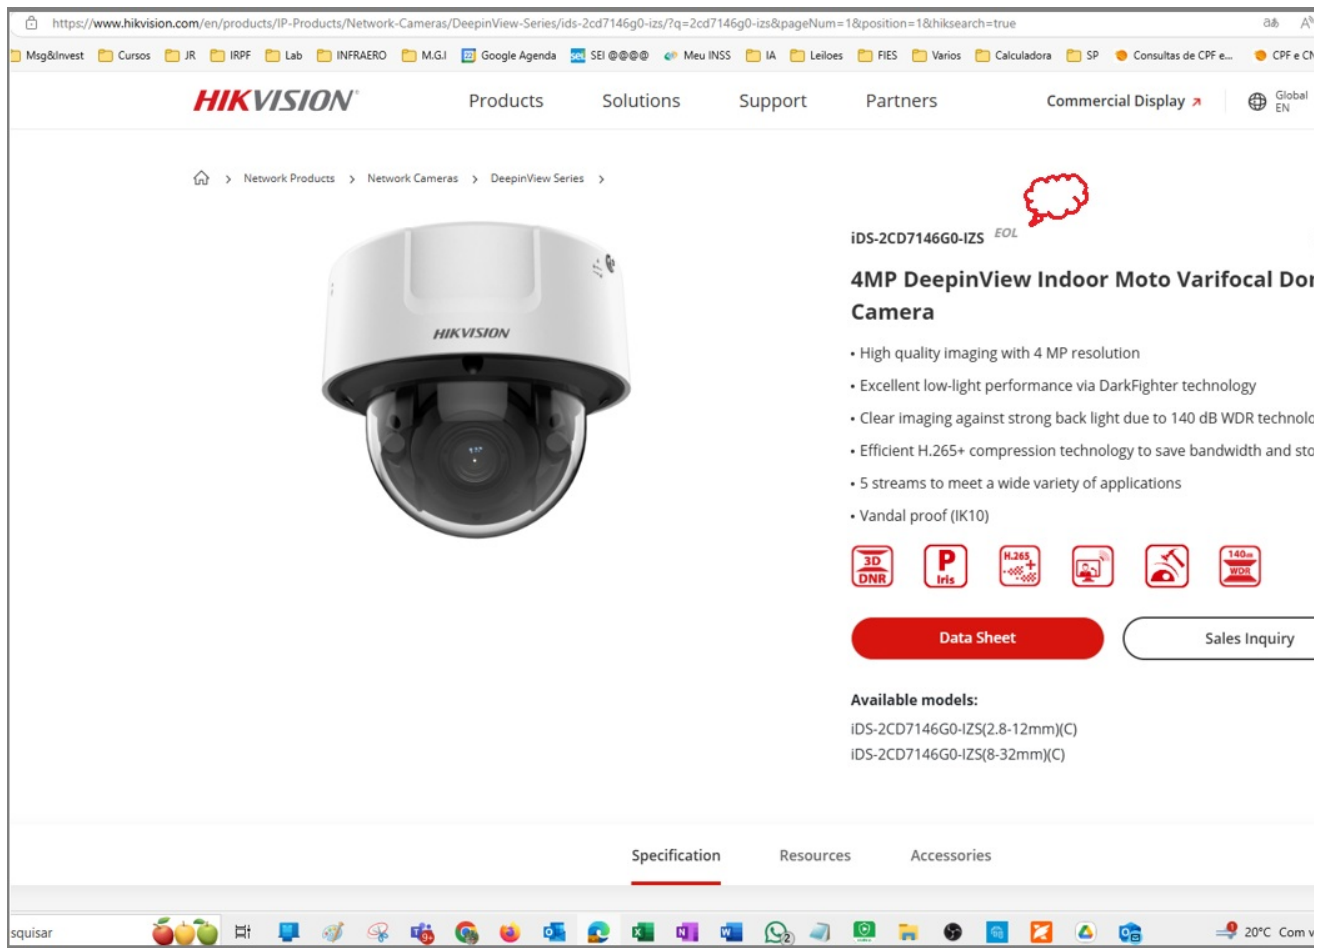 https://www.hikvision.com/en/products/IP-Products/Network-Cameras/DeepinView-Series/ids-2cd7146g0-izs/?q=2cd7146g0-izs&pageNum=1&position=1&hiksearch=true
Msg&Invest Cursos JR IRPF Lab INFRAERO M.G.I Google Agenda SEI @@@@ Meu INSS IA Leiloes FIES Varios Calculadora SP Consultas de CPF e... CPF e CN
HIKVISION Products Solutions Support Partners Commercial Display Global
EN
Network Products > Network Cameras > DeepinView Series >
iDS-2CD7146G0-IZS EOL
4MP DeepinView Indoor Moto Varifocal Dor
Camera
HIKVISION
• High quality imaging with 4 MP resolution
• Excellent low-light performance via DarkFighter technology
• Clear imaging against strong back light due to 140 dB WDR technolo
• Efficient H.265+ compression technology to save bandwidth and sto
• 5 streams to meet a wide variety of applications
• Vandal proof (IK10)
3D DNR P Iris H.265 + 140dB WDR
Data Sheet Sales Inquiry
Available models:
iDS-2CD7146G0-IZS(2.8-12mm)(C)
iDS-2CD7146G0-IZS(8-32mm)(C)
Specification Resources Accessories
squisar 20°C Com v